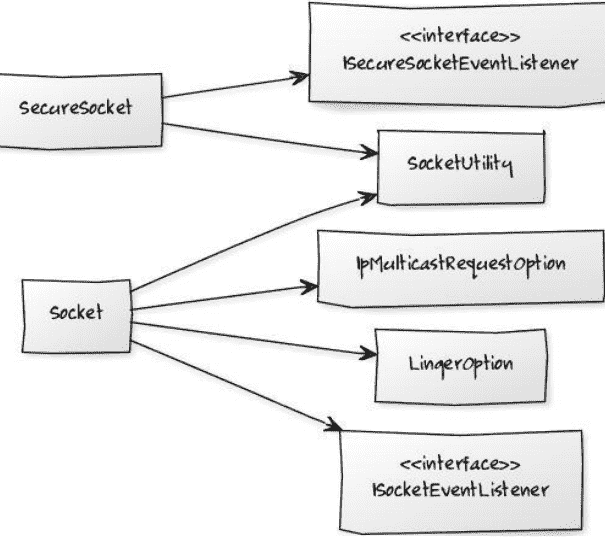 <<interface>>
ISecureSocketEventListener
SecureSocket
SocketUtility
IpMulticastRequestOption
Socket
LingerOption
<<interface>>
ISocketEventListener